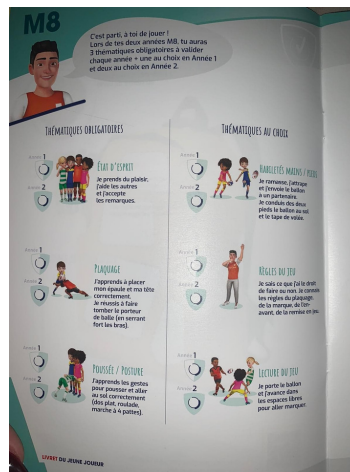 M8
C'est parti, à toi de jouer !
Lors de tes deux années M8, tu auras
3 thématiques obligatoires à valider
chaque année + une au choix en Année 1
et deux au choix en Année 2.
THÉMATIQUES OBLIGATOIRES
Année 1
Année 2
ÉTAT D'ESPRIT
Je prends du plaisir,
j'aide les autres
et j'accepte
les remarques.
Année 1
Année 2
PLAQUAGE
J'apprends à placer
mon épaule et ma tête
correctement.
Je réussis à faire
tomber le porteur
de balle (en serrant
fort les bras).
Année 1
Année 2
POUSSÉE / POSTURE
J'apprends les gestes
pour pousser et aller
au sol correctement
(dos plat, roulade,
marche à 4 pattes).
THÉMATIQUES AU CHOIX
Année 1
Année 2
HABILETÉS MAINS / PIEDS
Je ramasse, j'attrape
et j'envoie le ballon
à un partenaire.
Je conduis des deux
pieds le ballon au sol
et le tape de volée.
Année 1
Année 2
RÈGLES DU JEU
Je sais ce que j'ai le droit
de faire ou non. Je connais
les règles du plaquage,
de la marque, de l'en-
avant, de la remise en jeu.
Année 1
Année 2
LECTURE DU JEU
Je porte le ballon
et j'avance dans
les espaces libres
pour aller marquer.
LIVRET DU JEUNE JOUEUR